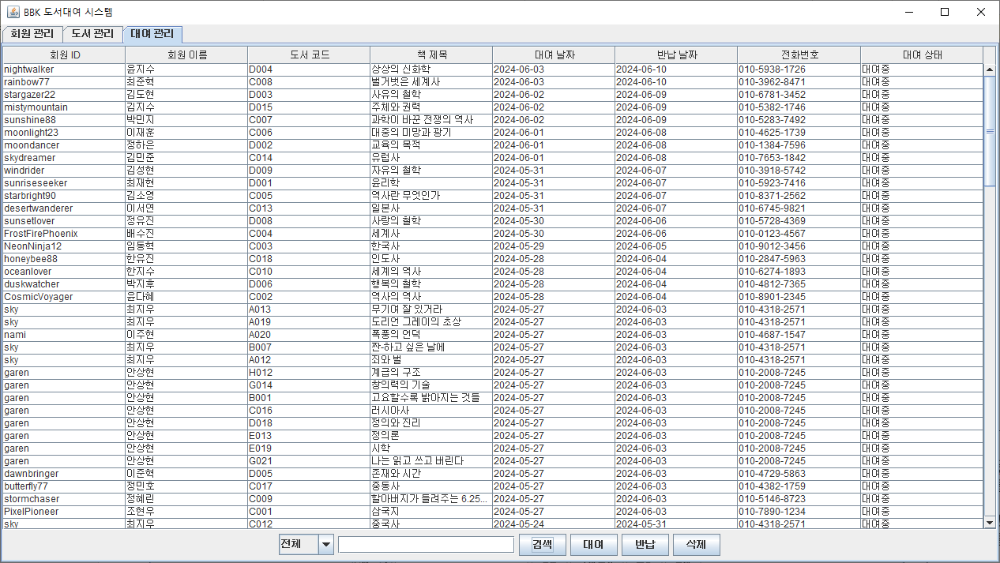 BBK 도서대여 시스템
회원 관리 도서 관리 대여 관리
회원 ID 회원 이름 도서 코드 책 제목 대여 날짜 반납 날짜 전화번호 대여 상태
nightwalker 윤지수 D004 상상의 신화학 2024-06-03 2024-06-10 010-5938-1726 대여중
rainbow77 최준혁 C008 벌거벗은 세계사 2024-06-03 2024-06-10 010-3962-8471 대여중
stargazer22 김도현 D003 사유의 철학 2024-06-02 2024-06-09 010-6781-3452 대여중
mistymountain 김지수 D015 주체와 권력 2024-06-02 2024-06-09 010-5382-1746 대여중
sunshine88 박민지 C007 과학이 바꾼 전쟁의 역사 2024-06-02 2024-06-09 010-5283-7492 대여중
moonlight23 이재훈 C006 대중의 미망과 광기 2024-06-01 2024-06-08 010-4625-1739 대여중
moondancer 정하은 D002 교육의 목적 2024-06-01 2024-06-08 010-1384-7596 대여중
skydreamer 김민준 C014 유럽사 2024-06-01 2024-06-08 010-7653-1842 대여중
windrider 김성현 D009 자유의 철학 2024-05-31 2024-06-07 010-3918-5742 대여중
sunriseseeker 최재현 D001 윤리학 2024-05-31 2024-06-07 010-5923-7416 대여중
starbright90 김소영 C005 역사란 무엇인가 2024-05-31 2024-06-07 010-8371-2562 대여중
desertwanderer 이서연 C013 일본사 2024-05-31 2024-06-07 010-6745-9821 대여중
sunsetlover 정유진 D008 사랑의 철학 2024-05-30 2024-06-06 010-5728-4369 대여중
FrostFirePhoenix 배수진 C004 세계사 2024-05-30 2024-06-06 010-0123-4567 대여중
NeonNinja12 임동혁 C003 한국사 2024-05-29 2024-06-05 010-9012-3456 대여중
honeybee88 한유진 C018 인도사 2024-05-28 2024-06-04 010-2847-5963 대여중
oceanlover 한지수 C010 세계의 역사 2024-05-28 2024-06-04 010-6274-1893 대여중
duskwatcher 박지후 D006 행복의 철학 2024-05-28 2024-06-04 010-4812-7365 대여중
CosmicVoyager 윤다혜 C002 역사의 역사 2024-05-28 2024-06-04 010-8901-2345 대여중
sky 최지우 A013 무기여 잘 있거라 2024-05-27 2024-06-03 010-4318-2571 대여중
sky 최지우 A019 도리언 그레이의 초상 2024-05-27 2024-06-03 010-4318-2571 대여중
nami 이주현 A020 폭풍의 언덕 2024-05-27 2024-06-03 010-4687-1547 대여중
sky 최지우 B007 짠-하고 싶은 날에 2024-05-27 2024-06-03 010-4318-2571 대여중
sky 최지우 A012 죄와 벌 2024-05-27 2024-06-03 010-4318-2571 대여중
garen 안상현 H012 계급의 구조 2024-05-27 2024-06-03 010-2008-7245 대여중
garen 안상현 G014 창의력의 기술 2024-05-27 2024-06-03 010-2008-7245 대여중
garen 안상현 B001 고요할수록 밝아지는 것들 2024-05-27 2024-06-03 010-2008-7245 대여중
garen 안상현 C016 러시아사 2024-05-27 2024-06-03 010-2008-7245 대여중
garen 안상현 D018 정의와 진리 2024-05-27 2024-06-03 010-2008-7245 대여중
garen 안상현 E013 정의론 2024-05-27 2024-06-03 010-2008-7245 대여중
garen 안상현 E019 시학 2024-05-27 2024-06-03 010-2008-7245 대여중
garen 안상현 G021 나는 읽고 쓰고 버린다 2024-05-27 2024-06-03 010-2008-7245 대여중
dawnbringer 이준혁 D005 존재와 시간 2024-05-27 2024-06-03 010-4729-5863 대여중
butterfly77 정민호 C017 중동사 2024-05-27 2024-06-03 010-4382-1759 대여중
stormchaser 정혜린 C009 할아버지가 들려주는 6.25... 2024-05-27 2024-06-03 010-5146-8723 대여중
PixelPioneer 조현우 C001 삼국지 2024-05-27 2024-06-03 010-7890-1234 대여중
sky 최지우 C012 중국사 2024-05-24 2024-05-31 010-4318-2571 대여중
전체 검색 대여 반납 삭제